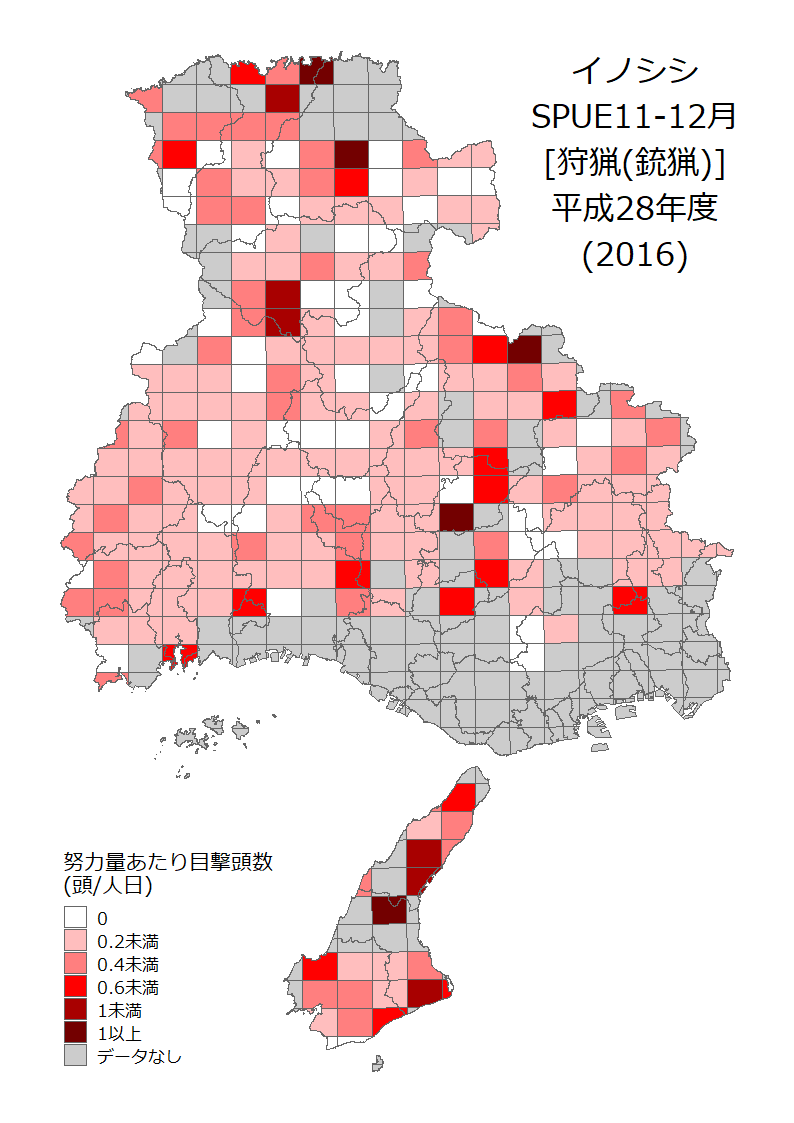 イノシシ
SPUE11-12月
[狩猟(銃猟)]
平成28年度
(2016)
努力量あたり目撃頭数
(頭/人日)
0
0.2未満
0.4未満
0.6未満
1未満
1以上
データなし